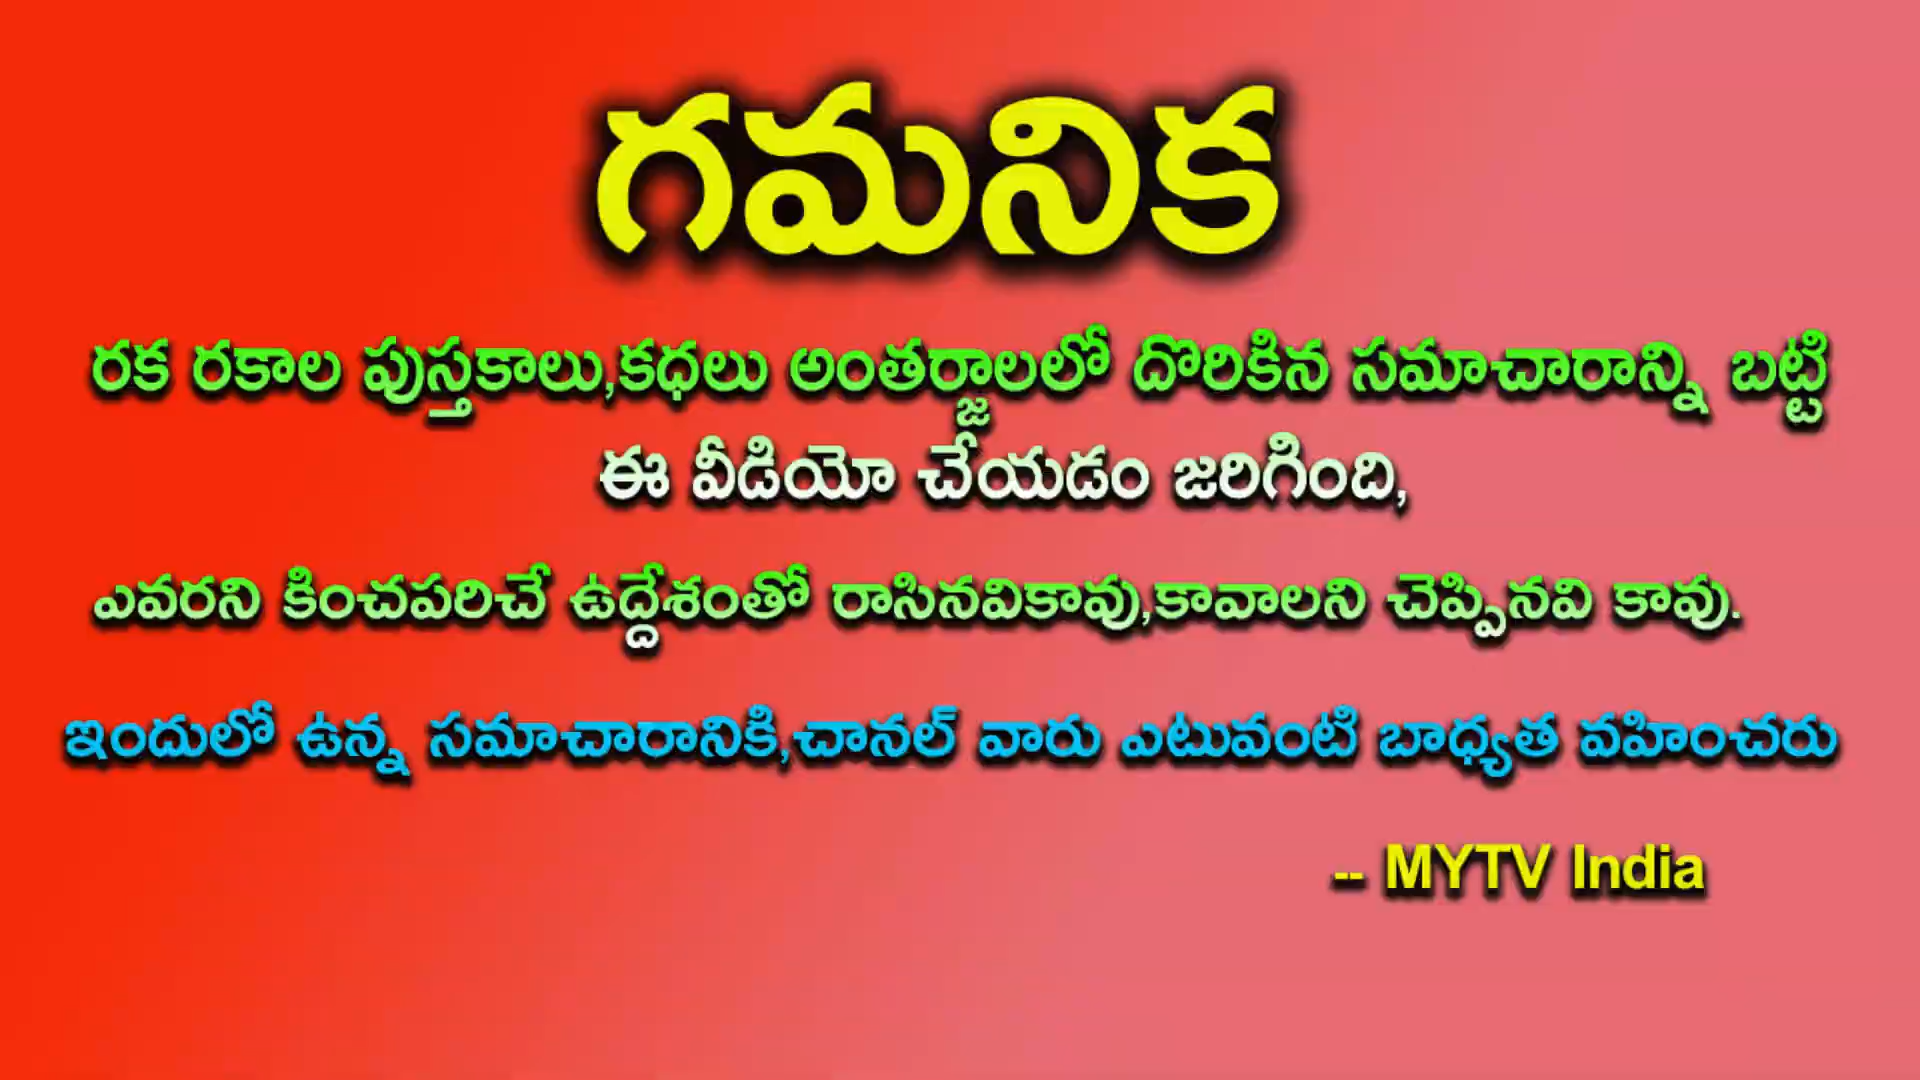 గమనిక
రక రకాల పుస్తకాలు,కథలు అంతర్జాలలో దొరికిన సమాచారాన్ని బట్టి
ఈ వీడియో చేయడం జరిగింది,
ఎవరని కించపరిచే ఉద్దేశంతో రాసినవికావు,కావాలని చెప్పినవి కావు.
ఇందులో ఉన్న సమాచారానికి,చానల్ వారు ఎటువంటి బాధ్యత వహించరు
-- MYTV India